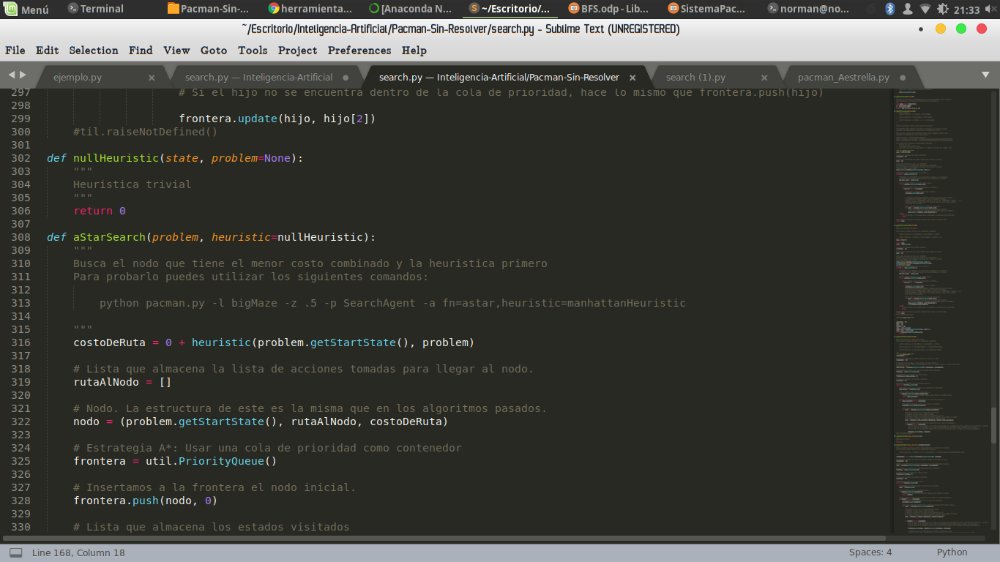 Menú Terminal Pacman-Sin-... herramienta... [Anaconda N... ~/Escritorio/... BFS.odp - Lib... SistemaPac... norman@no... 21:33
~/Escritorio/Inteligencia-Artificial/Pacman-Sin-Resolver/search.py - Sublime Text (UNREGISTERED)
File Edit Selection Find View Goto Tools Project Preferences Help
ejemplo.py search.py — Inteligencia-Artificial search.py — Inteligencia-Artificial/Pacman-Sin-Resolver search (1).py pacman_Aestrella.py
297 # Si el hijo no se encuentra dentro de la cola de prioridad, hace lo mismo que frontera.push(hijo)
298
299 frontera.update(hijo, hijo[2])
300 #til.raiseNotDefined()
301
302 def nullHeuristic(state, problem=None):
303 """
304 Heuristica trivial
305 """
306 return 0
307
308 def aStarSearch(problem, heuristic=nullHeuristic):
309 """
310 Busca el nodo que tiene el menor costo combinado y la heuristica primero
311 Para probarlo puedes utilizar los siguientes comandos:
312
313 python pacman.py -l bigMaze -z .5 -p SearchAgent -a fn=astar,heuristic=manhattanHeuristic
314
315 """
316 costoDeRuta = 0 + heuristic(problem.getStartState(), problem)
317
318 # Lista que almacena la lista de acciones tomadas para llegar al nodo.
319 rutaAlNodo = []
320
321 # Nodo. La estructura de este es la misma que en los algoritmos pasados.
322 nodo = (problem.getStartState(), rutaAlNodo, costoDeRuta)
323
324 # Estrategia A*: Usar una cola de prioridad como contenedor
325 frontera = util.PriorityQueue()
326
327 # Insertamos a la frontera el nodo inicial.
328 frontera.push(nodo, 0)
329
330 # Lista que almacena los estados visitados
Line 168, Column 18 Spaces: 4 Python